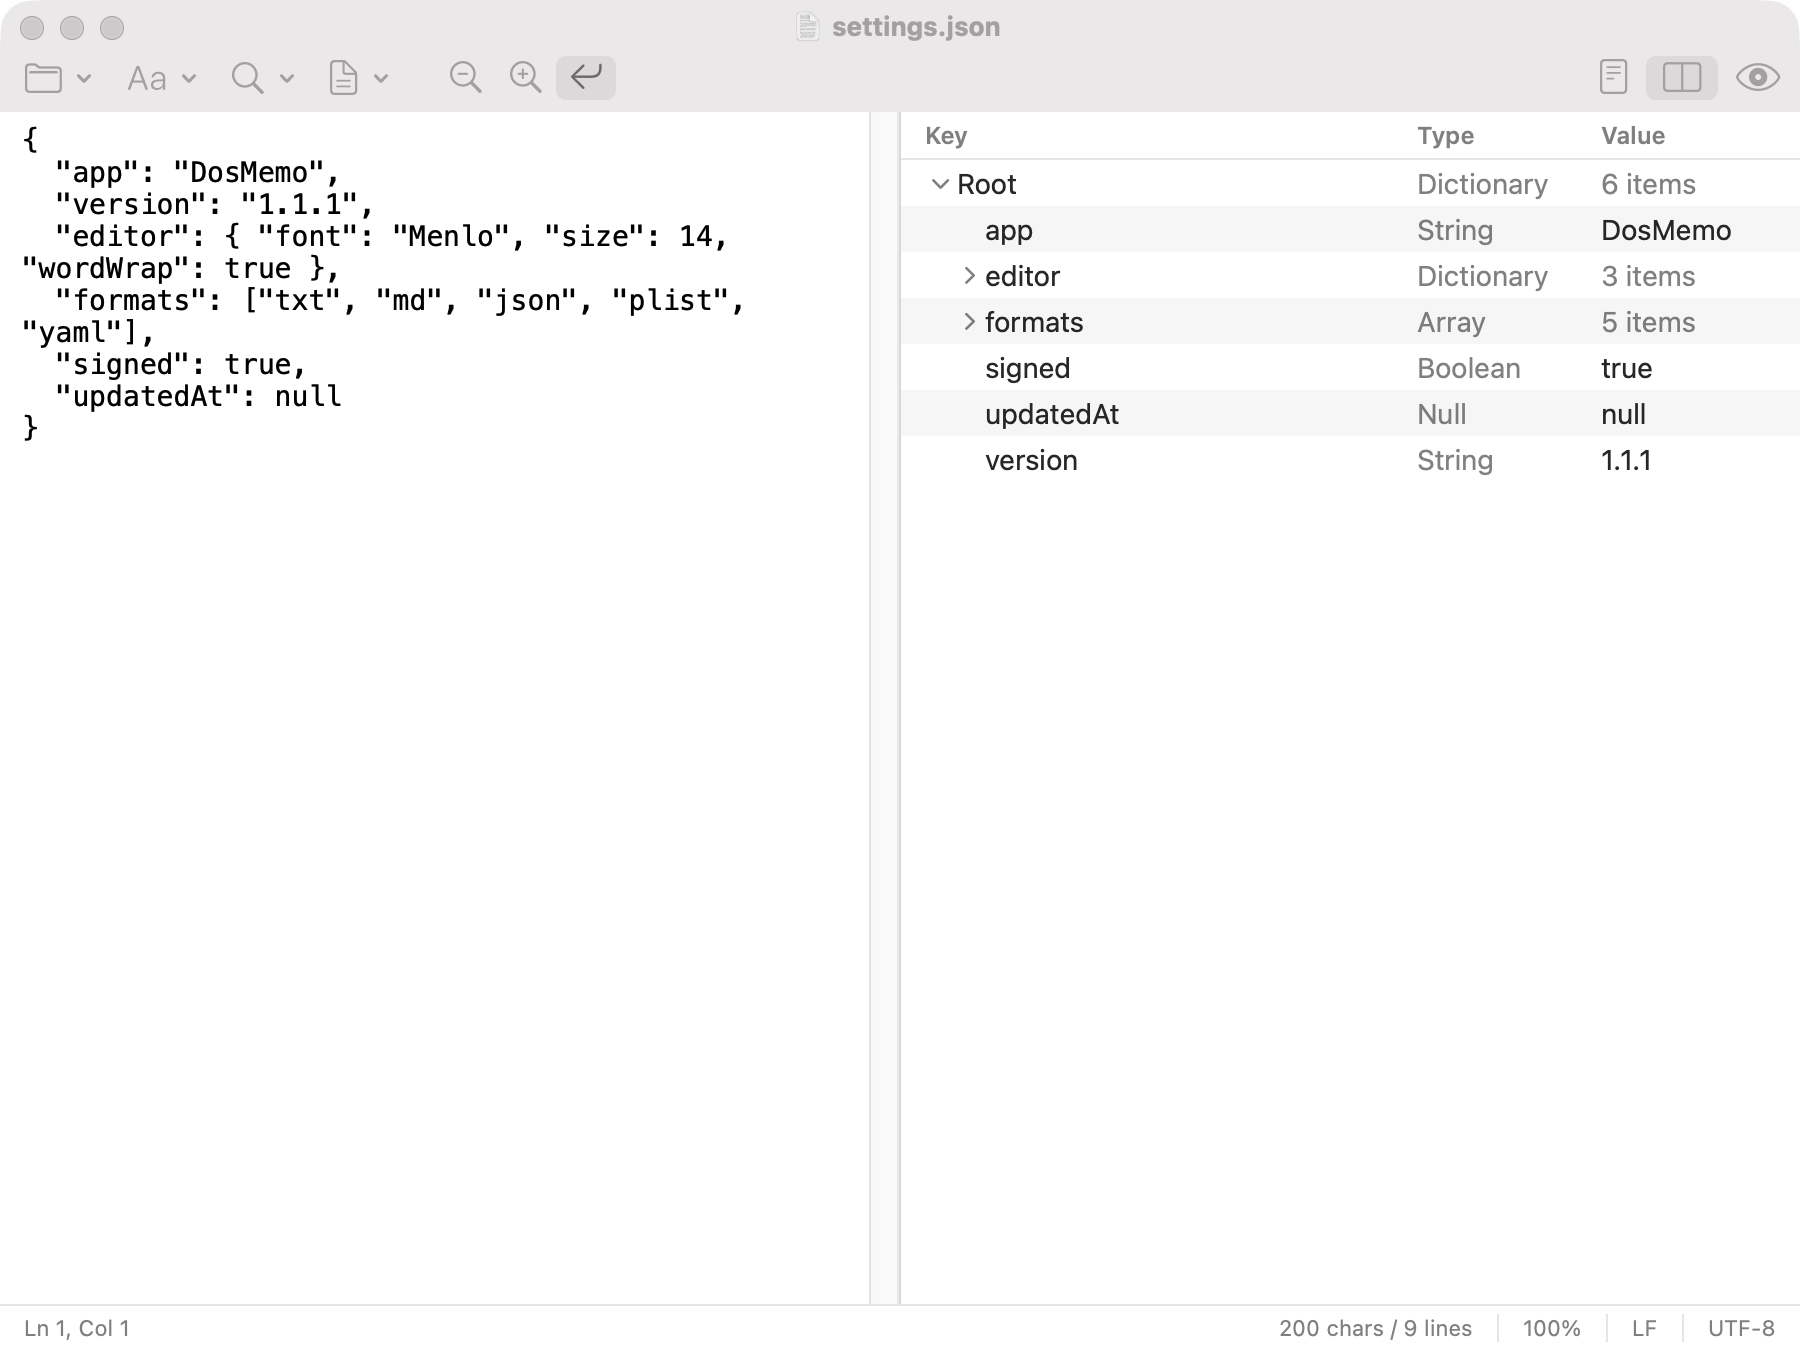 settings.json
Aa
{
  "app": "DosMemo",
  "version": "1.1.1",
  "editor": { "font": "Menlo", "size": 14,
"wordWrap": true },
  "formats": ["txt", "md", "json", "plist",
"yaml"],
  "signed": true,
  "updatedAt": null
}
Key Type Value
Root Dictionary 6 items
app String DosMemo
editor Dictionary 3 items
formats Array 5 items
signed Boolean true
updatedAt Null null
version String 1.1.1
Ln 1, Col 1 200 chars / 9 lines 100% LF UTF-8